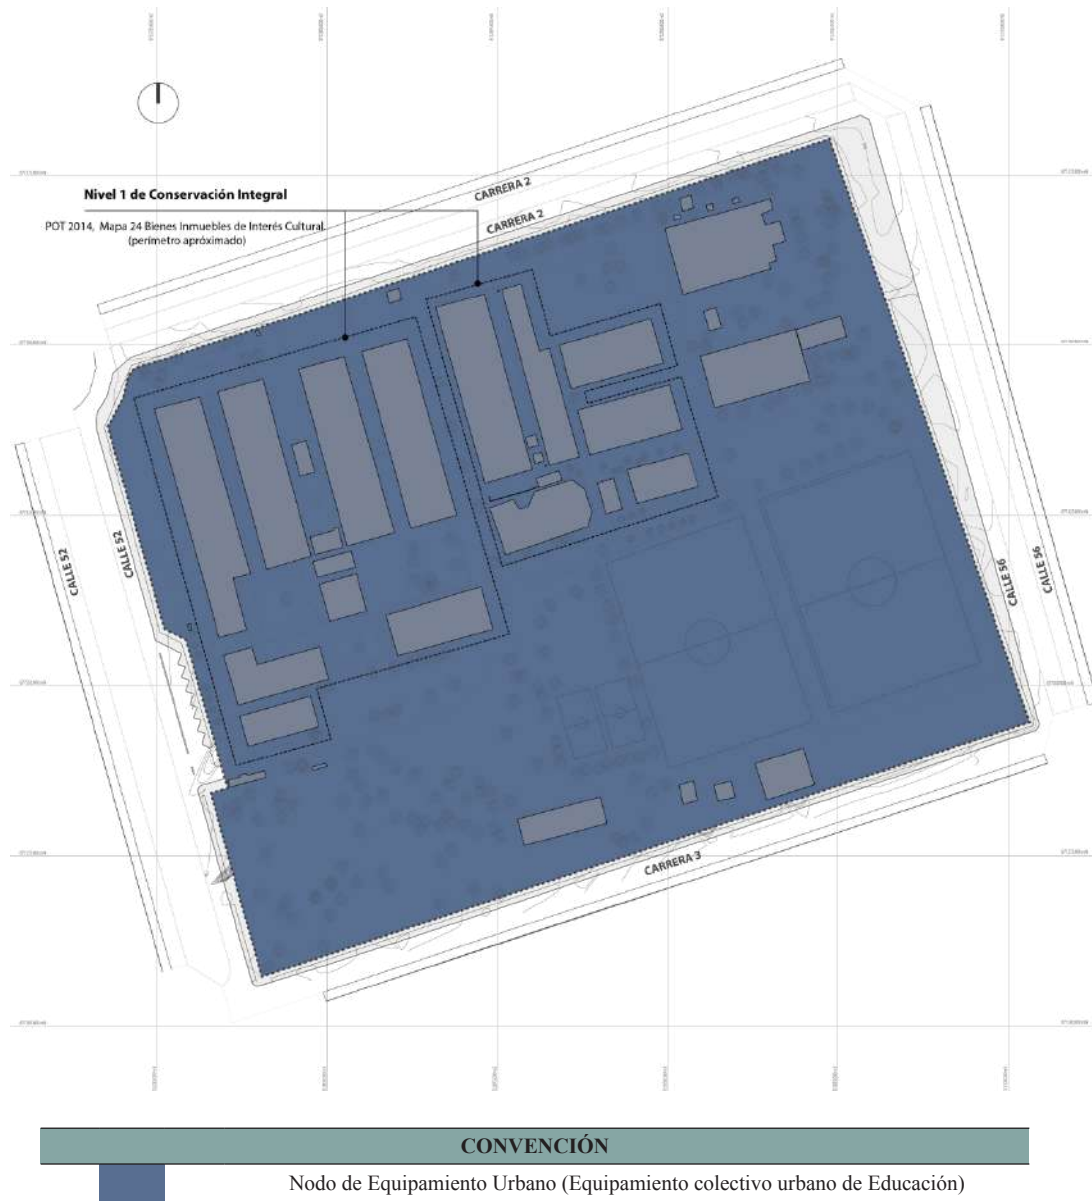 Nivel 1 de Conservación Integral
POT 2014, Mapa 24 Bienes Inmuebles de Interés Cultural.
(perímetro apróximado)
CARRERA 2
CARRERA 2
CALLE 52
CALLE 52
CALLE 56
CALLE 56
CARRERA 3
CONVENCIÓN
Nodo de Equipamiento Urbano (Equipamiento colectivo urbano de Educación)